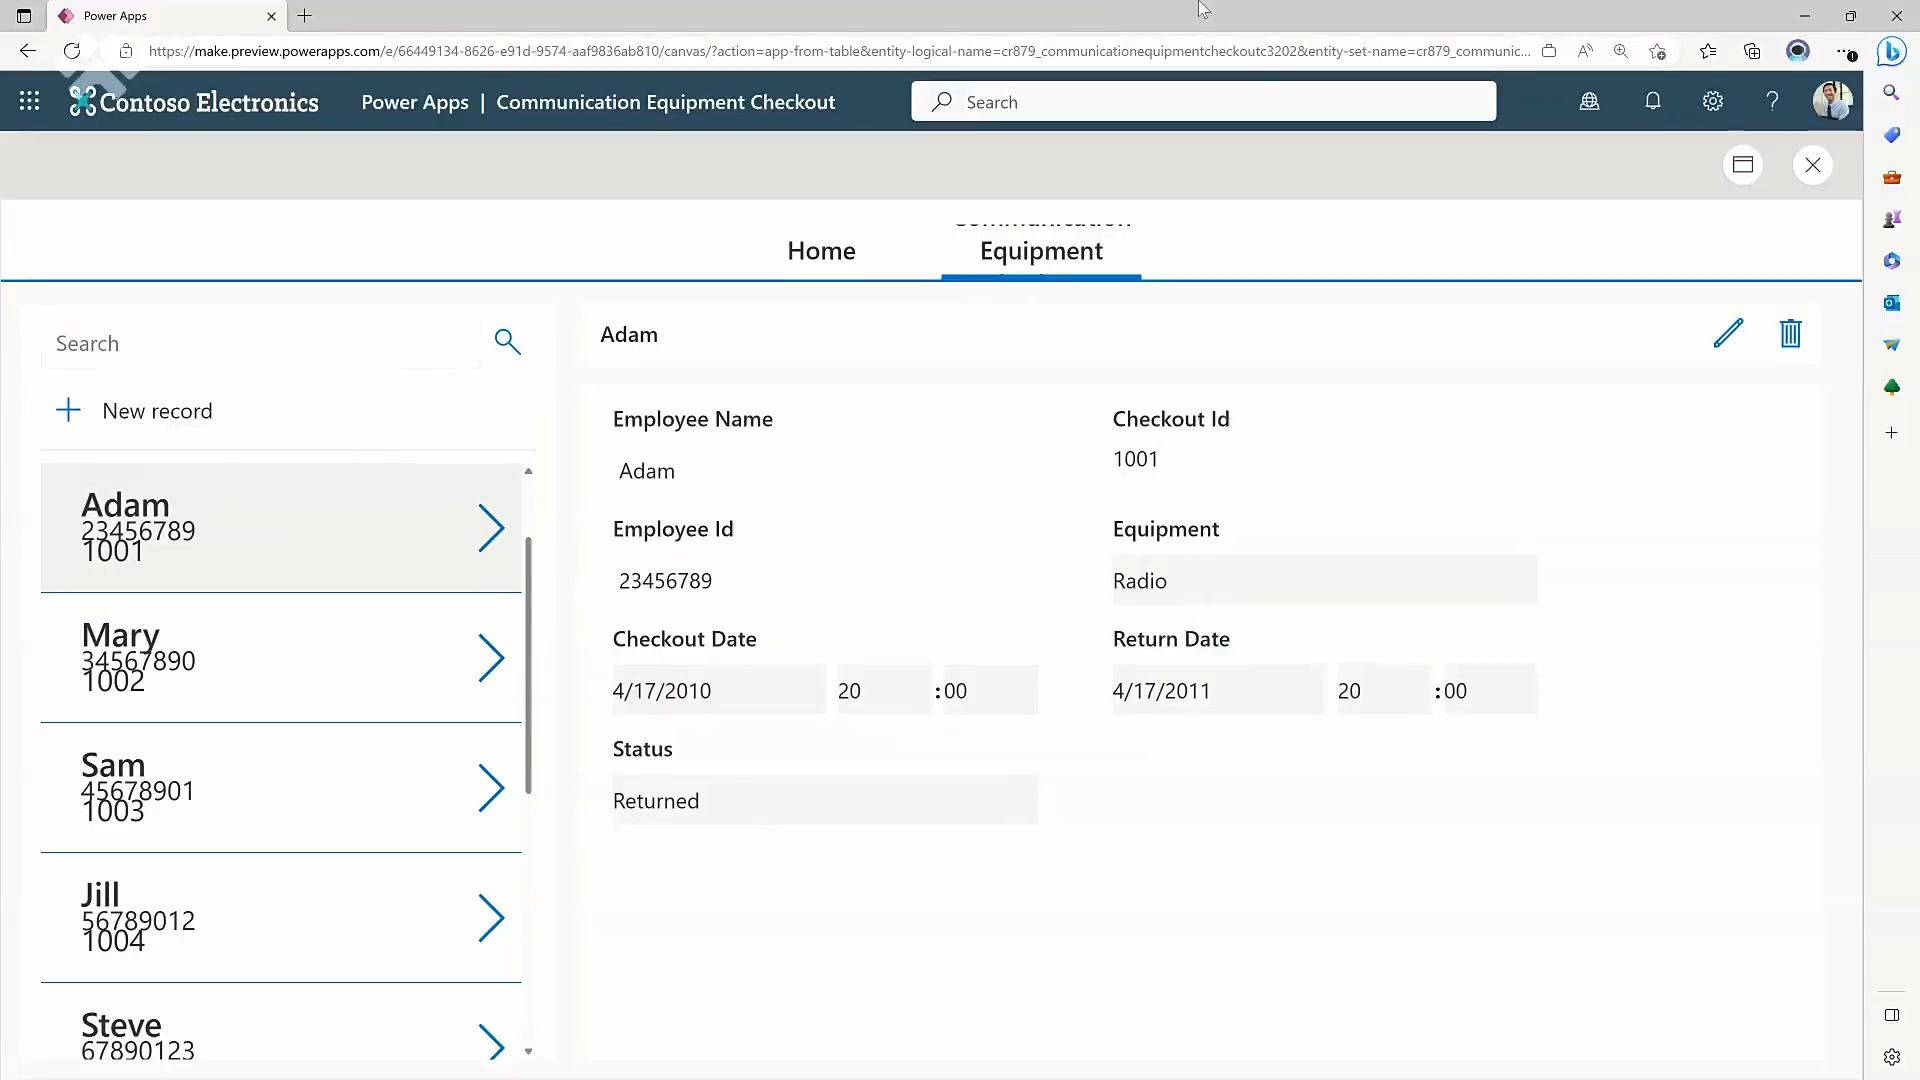 Power Apps
https://make.preview.powerapps.com/e/66449134-8626-e91d-9574-aaf9836ab810/canvas/?action=app-from-table&entity-logical-name=cr879_communicationequipmentcheckoutc3202&entity-set-name=cr879_communic...
Contoso Electronics
Power Apps | Communication Equipment Checkout
Search
Home
Communication
Equipment
Search
New record
Adam
23456789
1001
Mary
34567890
1002
Sam
45678901
1003
Jill
56789012
1004
Steve
67890123
Adam
Employee Name
Checkout Id
Adam
1001
Employee Id
Equipment
23456789
Radio
Checkout Date
Return Date
4/17/2010 20 :00
4/17/2011 20 :00
Status
Returned